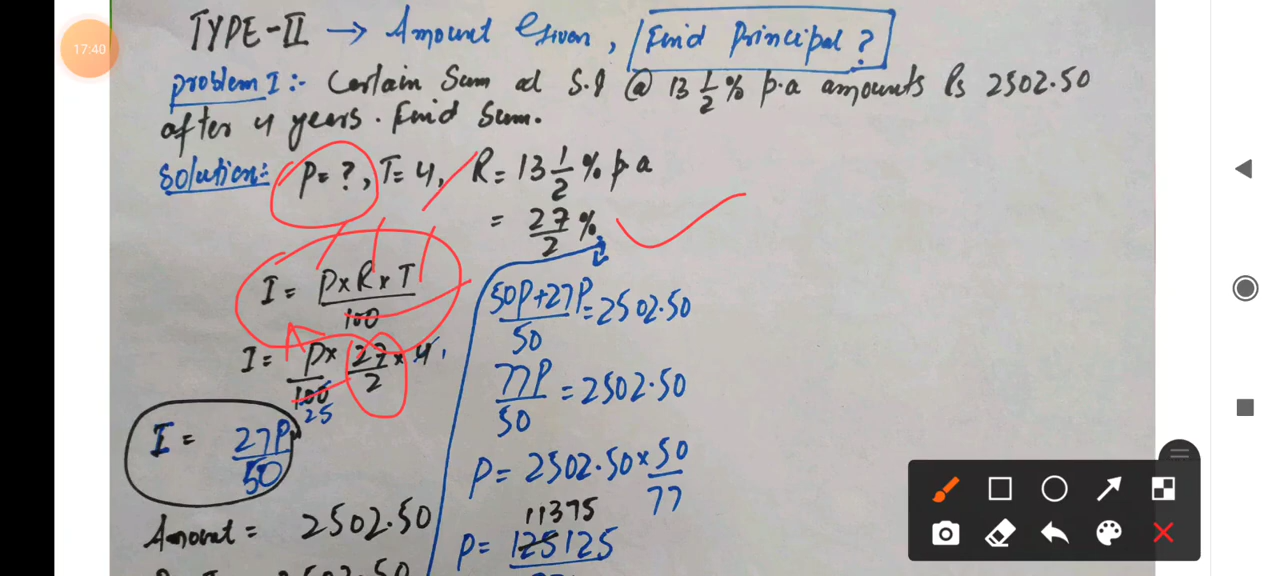 17:40
TYPE-II → Amount Given, Find Principal?
problem I:- Certain Sum at S.I @ 13 1/2 % p.a amounts Rs 2502.50
after 4 years. Find Sum.
Solution:- P= ?, T= 4, R= 13 1/2 % p a
= 27/2 %
I= P×R×T/100
I= P/100 × 27/2 × 4
25
I= 27P/50
Amount= 2502.50
50P+27P/50 = 2502.50
77P/50 = 2502.50
P= 2502.50 × 50/77
11375
P= 125125